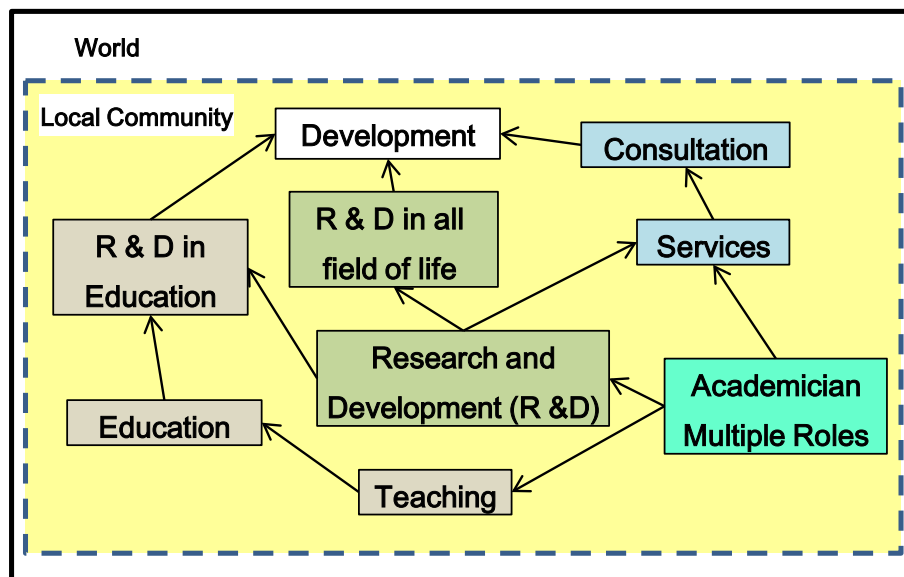 World
Local Community
Development
Consultation
R & D in all
field of life
R & D in
Education
Services
Research and
Development (R &D)
Academician
Multiple Roles
Education
Teaching